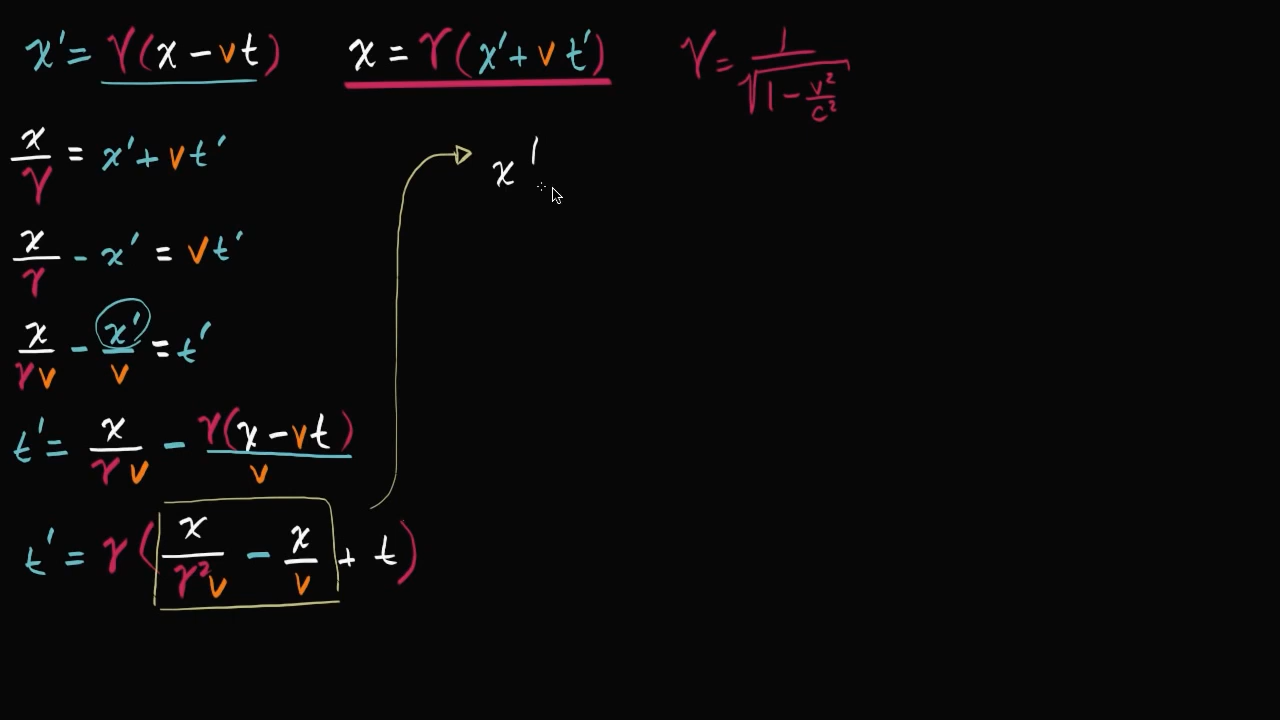 x' = γ(x − vt) x = γ(x' + vt') γ = 1/√(1 − v²/c²)
x/γ = x' + vt'
x '
x/γ − x' = vt'
x/γv − x'/v = t'
t' = x/γv − γ(x − vt)/v
t' = γ(x/γ²v − x/v + t)